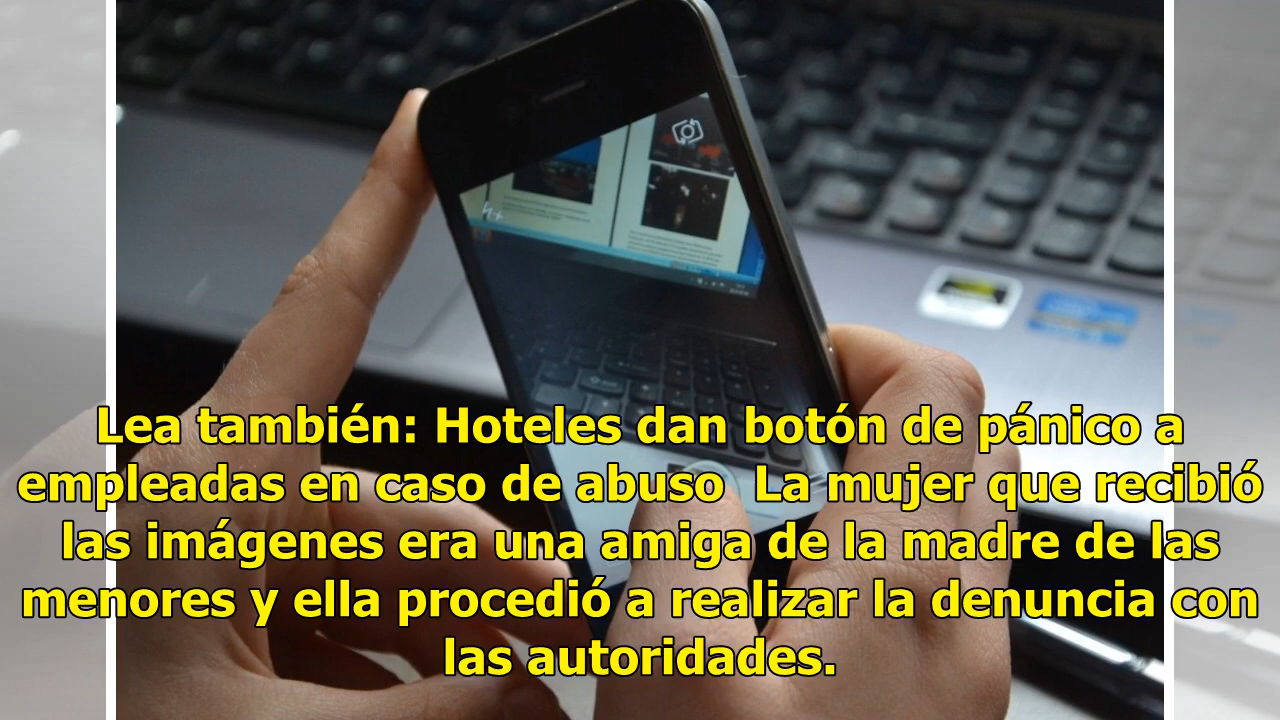 Lea también: Hoteles dan botón de pánico a
empleadas en caso de abuso  La mujer que recibió
las imágenes era una amiga de la madre de las
menores y ella procedió a realizar la denuncia con
las autoridades.